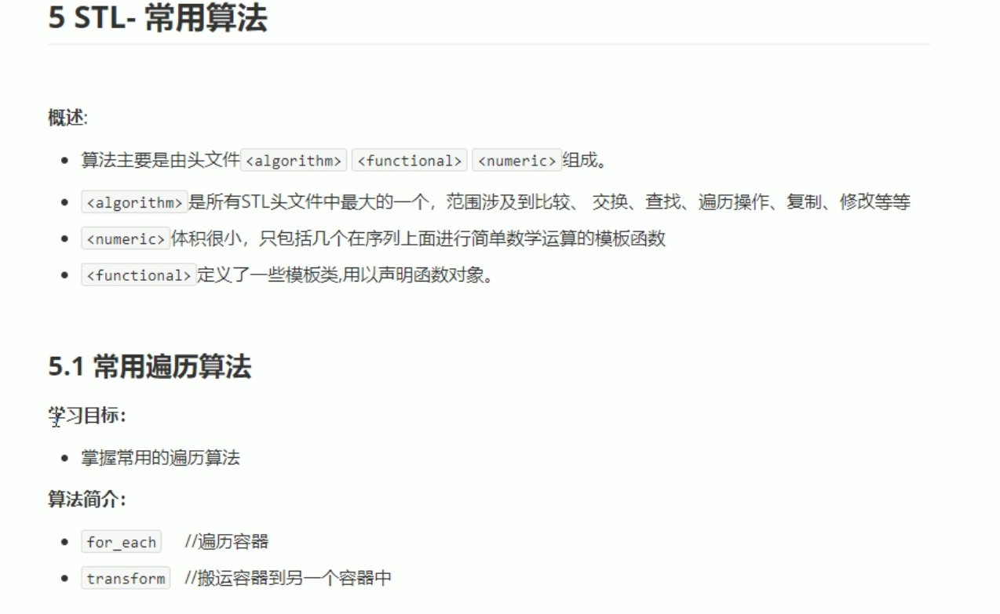 5 STL- 常用算法
概述:
算法主要是由头文件<algorithm> <functional> <numeric>组成。
<algorithm>是所有STL头文件中最大的一个，范围涉及到比较、 交换、查找、遍历操作、复制、修改等等
<numeric>体积很小，只包括几个在序列上面进行简单数学运算的模板函数
<functional>定义了一些模板类,用以声明函数对象。
5.1 常用遍历算法
学习目标：
掌握常用的遍历算法
算法简介：
for_each //遍历容器
transform //搬运容器到另一个容器中